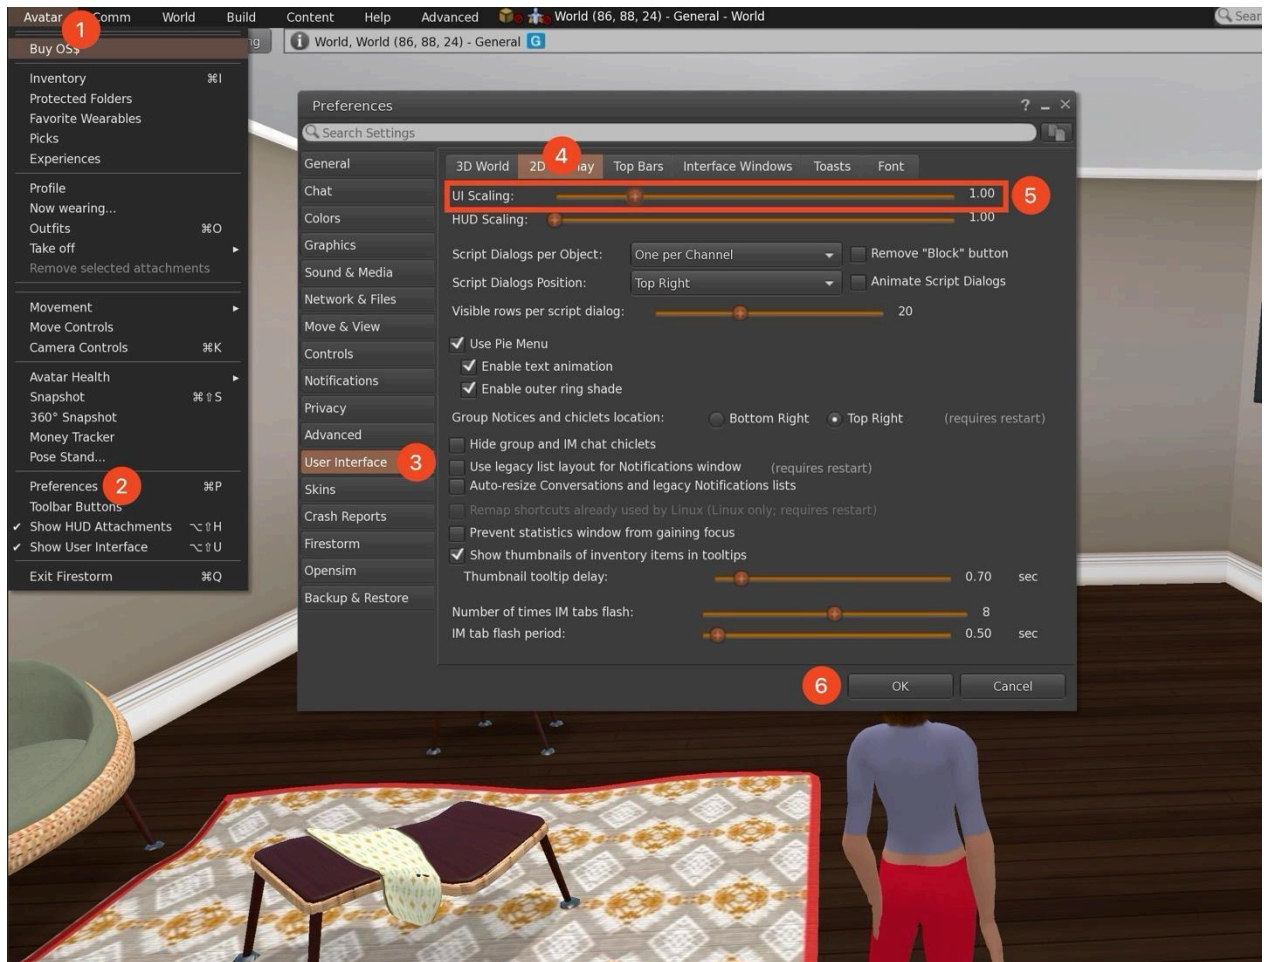 Avatar Comm World Build Content Help Advanced World (86, 88, 24) - General - World Sear
1
Buy OS$
World, World (86, 88, 24) - General G
Inventory ⌘I
Protected Folders
Favorite Wearables
Picks
Experiences
Profile
Now wearing...
Outfits ⌘O
Take off
Remove selected attachments
Movement
Move Controls
Camera Controls ⌘K
Avatar Health
Snapshot ⌘⇧S
360° Snapshot
Money Tracker
Pose Stand...
Preferences 2 ⌘P
Toolbar Buttons
✓ Show HUD Attachments ⌥⇧H
✓ Show User Interface ⌥⇧U
Exit Firestorm ⌘Q
Preferences ? _ ×
Search Settings
General
Chat
Colors
Graphics
Sound & Media
Network & Files
Move & View
Controls
Notifications
Privacy
Advanced
User Interface 3
Skins
Crash Reports
Firestorm
Opensim
Backup & Restore
3D World 2D 4 ay Top Bars Interface Windows Toasts Font
UI Scaling: 1.00 5
HUD Scaling: 1.00
Script Dialogs per Object: One per Channel Remove "Block" button
Script Dialogs Position: Top Right Animate Script Dialogs
Visible rows per script dialog: 20
Use Pie Menu
Enable text animation
Enable outer ring shade
Group Notices and chiclets location: Bottom Right Top Right (requires restart)
Hide group and IM chat chiclets
Use legacy list layout for Notifications window (requires restart)
Auto-resize Conversations and legacy Notifications lists
Remap shortcuts already used by Linux (Linux only; requires restart)
Prevent statistics window from gaining focus
Show thumbnails of inventory items in tooltips
Thumbnail tooltip delay: 0.70 sec
Number of times IM tabs flash: 8
IM tab flash period: 0.50 sec
6 OK Cancel